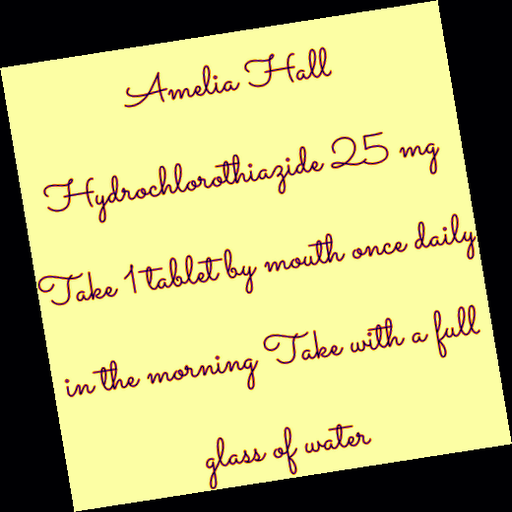 Amelia Hall
Hydrochlorothiazide 25 mg
Take 1 tablet by mouth once daily
in the morning Take with a full
glass of water